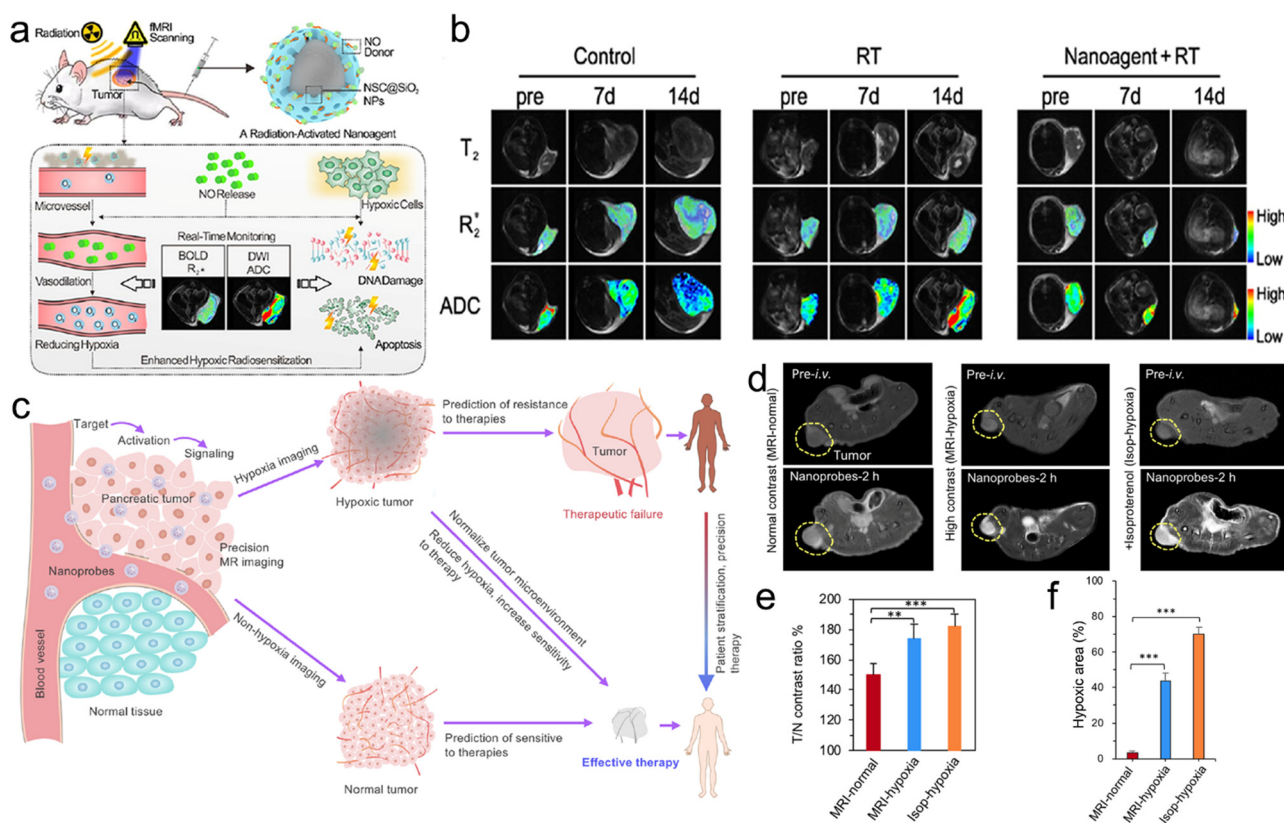 a
Radiation
fMRI
Scanning
Tumor
NO
Donor
NSC@SiO₂
NPs
A Radiation-Activated Nanoagent
Microvessel
NO Release
Hypoxic Cells
Real-Time Monitoring
BOLD
R₂*
DWI
ADC
Vasodilation
DNA Damage
Reducing Hypoxia
Apoptosis
Enhanced Hypoxic Radiosensitization
b
Control
RT
Nanoagent + RT
pre 7d 14d
pre 7d 14d
pre 7d 14d
T₂
R₂*
High
Low
ADC
High
Low
c
Target
Activation
Signaling
Pancreatic tumor
Precision
MR imaging
Nanoprobes
Blood vessel
Normal tissue
Hypoxia imaging
Non-hypoxia imaging
Hypoxic tumor
Prediction of resistance
to therapies
Tumor
Therapeutic failure
Normalize tumor microenvironment
Reduce hypoxia, increase sensitivity
to therapy
Patient stratification, precision
therapy
Normal tumor
Prediction of sensitive
to therapies
Effective therapy
d
Normal contrast (MRI-normal)
Pre-i.v.
Tumor
Nanoprobes-2 h
High contrast (MRI-hypoxia)
Pre-i.v.
Nanoprobes-2 h
+Isoproterenol (Isop-hypoxia)
Pre-i.v.
Nanoprobes-2 h
e
T/N contrast ratio %
200
180
160
140
120
100
***
**
MRI-normal
MRI-hypoxia
Isop-hypoxia
f
Hypoxic area (%)
100
80
60
40
20
0
***
***
MRI-normal
MRI-hypoxia
Isop-hypoxia